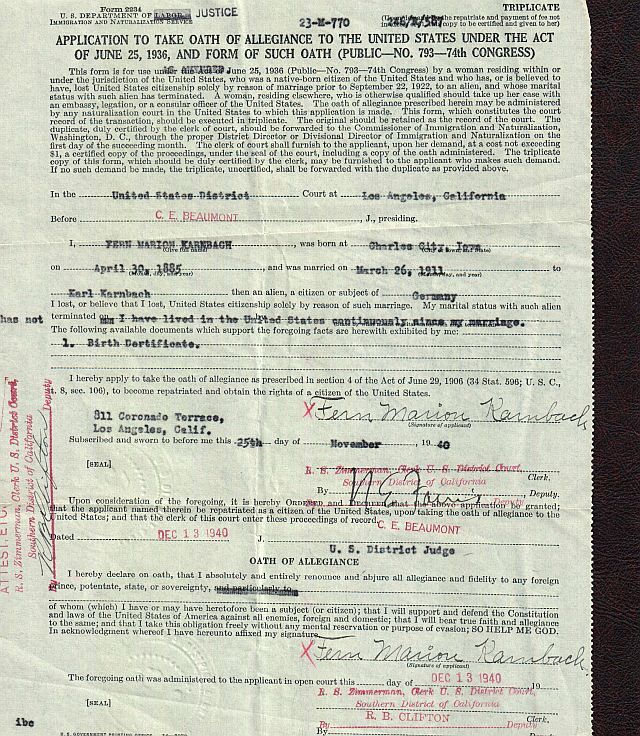 Form 2234
TRIPLICATE
U. S. DEPARTMENT OF LABOR JUSTICE
IMMIGRATION AND NATURALIZATION SERVICE
23-M-770
repatriate and payment of fee not
copy to be certified and given to her)
APPLICATION TO TAKE OATH OF ALLEGIANCE TO THE UNITED STATES UNDER THE ACT
OF JUNE 25, 1936, AND FORM OF SUCH OATH (PUBLIC—NO. 793—74th CONGRESS)
This form is for use under the Act of June 25, 1936 (Public—No. 793—74th Congress) by a woman residing within or
under the jurisdiction of the United States, who was a native-born citizen of the United States and who has, or is believed to
have, lost United States citizenship solely by reason of marriage prior to September 22, 1922, to an alien, and whose marital
status with such alien has terminated. A woman, residing elsewhere, who is otherwise qualified should take up her case with
an embassy, legation, or a consular officer of the United States. The oath of allegiance prescribed herein may be administered
by any naturalization court in the United States to which this application is made. This form, which constitutes the court
record of the transaction, should be executed in triplicate. The original should be retained as the record of the court. The
duplicate, duly certified by the clerk of court, should be forwarded to the Commissioner of Immigration and Naturalization,
Washington, D. C., through the proper District Director or Divisional Director of Immigration and Naturalization on the
first day of the succeeding month. The clerk of court shall furnish to the applicant, upon her demand, at a cost not exceeding
$1, a certified copy of the proceedings, under the seal of the court, including a copy of the oath administered. The triplicate
copy of this form, which should be duly certified by the clerk, may be furnished to the applicant who makes such demand.
If no such demand be made, the triplicate, uncertified, shall be forwarded with the duplicate as provided above.
In the United States District Court at Los Angeles, California
Before C. E. BEAUMONT, J., presiding.
I, FERN MARION KARNBACH, was born at Charles City, Iowa
on April 30, 1885, and was married on March 26, 1911 to
Karl Karnbach then an alien, a citizen or subject of Germany
I lost, or believe that I lost, United States citizenship solely by reason of such marriage. My marital status with such alien
has not terminated on I have lived in the United States continuously since my marriage.
The following available documents which support the foregoing facts are herewith exhibited by me:
1. Birth Certificate.
I hereby apply to take the oath of allegiance as prescribed in section 4 of the Act of June 29, 1906 (34 Stat. 596; U. S. C.,
t. 8, sec. 106), to become repatriated and obtain the rights of a citizen of the United States.
X Fern Marion Karnbach
(Signature of applicant)
811 Coronado Terrace,
Los Angeles, Calif.
Subscribed and sworn to before me this 25th day of November, 1940
[SEAL]
R. S. Zimmerman, Clerk U. S. District Court,
Southern District of California
Clerk.
By Deputy.
Upon consideration of the foregoing, it is hereby ORDERED AND DECREED that the above application be granted;
that the applicant named therein be repatriated as a citizen of the United States, upon taking the oath of allegiance to the
United States; and that the clerk of this court enter these proceedings of record.
C. E. BEAUMONT
Dated DEC 13 1940 J.
U. S. District Judge
OATH OF ALLEGIANCE
I hereby declare on oath, that I absolutely and entirely renounce and abjure all allegiance and fidelity to any foreign
prince, potentate, state, or sovereignty, and particularly to
of whom (which) I have or may have heretofore been a subject (or citizen); that I will support and defend the Constitution
and laws of the United States of America against all enemies, foreign and domestic; that I will bear true faith and allegiance
to the same; and that I take this obligation freely without any mental reservation or purpose of evasion; SO HELP ME GOD.
In acknowledgment whereof I have hereunto affixed my signature.
X Fern Marion Karnbach
(Signature of applicant)
The foregoing oath was administered to the applicant in open court this day of DEC 13 1940 19
[SEAL]
R. S. Zimmerman, Clerk U. S. District Court,
Southern District of California
R. B. CLIFTON Clerk.
By Deputy
ibc
U. S. GOVERNMENT PRINTING OFFICE
R. S. Zimmerman, Clerk U. S. District Court,
Southern District of California
By Deputy